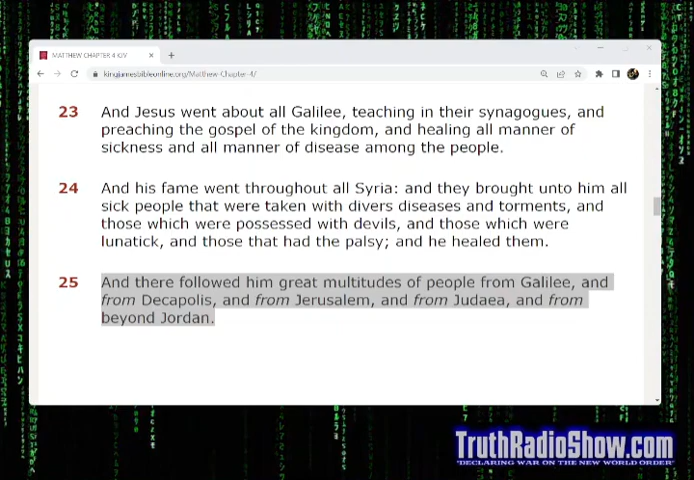 MATTHEW CHAPTER 4 KJV
kingjamesbibleonline.org/Matthew-Chapter-4/
23 And Jesus went about all Galilee, teaching in their synagogues, and
preaching the gospel of the kingdom, and healing all manner of
sickness and all manner of disease among the people.
24 And his fame went throughout all Syria: and they brought unto him all
sick people that were taken with divers diseases and torments, and
those which were possessed with devils, and those which were
lunatick, and those that had the palsy; and he healed them.
25 And there followed him great multitudes of people from Galilee, and
from Decapolis, and from Jerusalem, and from Judaea, and from
beyond Jordan.
TruthRadioShow.com
"DECLARING WAR ON THE NEW WORLD ORDER"